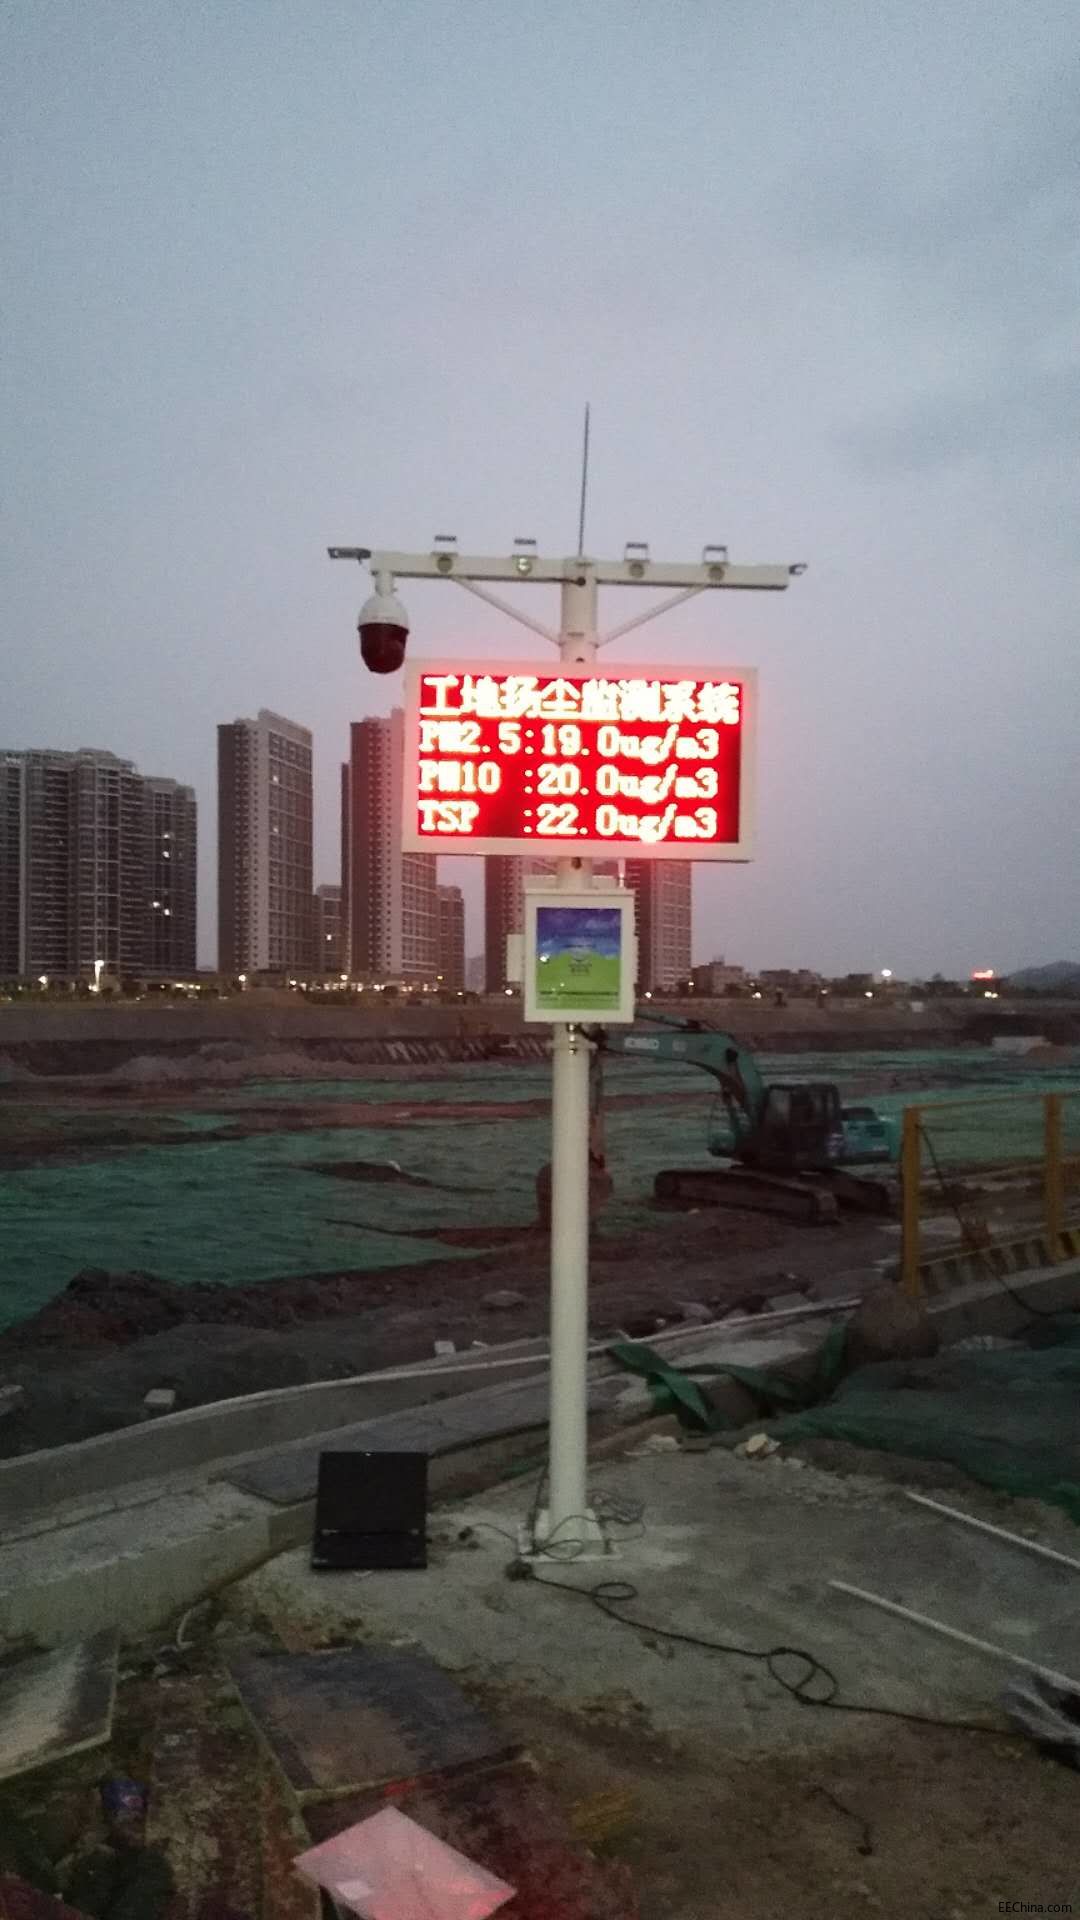 工地扬尘监测系统
PM2.5:19.0ug/m3
PM10 :20.0ug/m3
TSP :22.0ug/m3
KOBELCO
EEChina.com